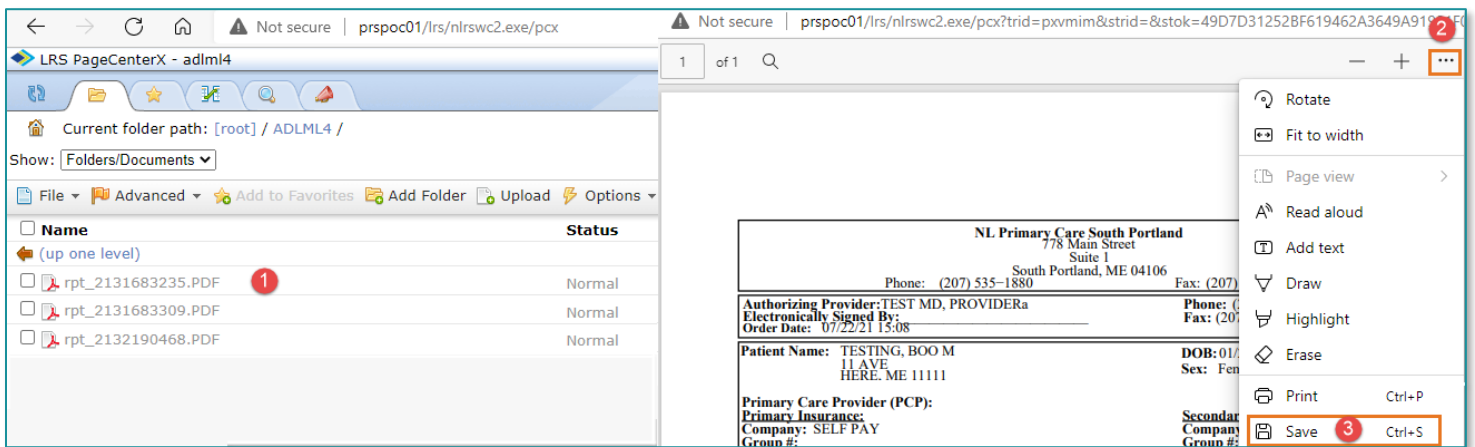 Not secure | prspoc01/lrs/nlrswc2.exe/pcx
LRS PageCenterX - adlml4
Current folder path: [root] / ADLML4 /
Show: Folders/Documents
File Advanced Add to Favorites Add Folder Upload Options
Name Status
(up one level)
rpt_2131683235.PDF 1 Normal
rpt_2131683309.PDF Normal
rpt_2132190468.PDF Normal
Not secure | prspoc01/lrs/nlrswc2.exe/pcx?trid=pxvmim&strid=&stok=49D7D31252BF619462A3649A91
2
1 of 1
Rotate
Fit to width
Page view
Read aloud
Add text
Draw
Highlight
Erase
Print Ctrl+P
Save 3 Ctrl+S
NL Primary Care South Portland
778 Main Street
Suite 1
South Portland, ME 04106
Phone: (207) 535-1880 Fax: (207)
Authorizing Provider: TEST MD, PROVIDERa Phone: (
Electronically Signed By: Fax: (207
Order Date: 07/22/21 15:08
Patient Name: TESTING, BOO M DOB: 01/
11 AVE Sex: Fem
HERE, ME 11111
Primary Care Provider (PCP):
Primary Insurance: Secondar
Company: SELF PAY Company
Group #: Group #: